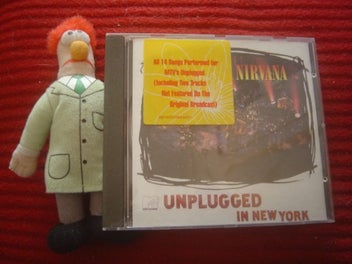 All 14 Songs Performed for
MTV's Unplugged
(Including Two Tracks
Not Featured On The
Original Broadcast)
NIRVANA
UNPLUGGED
IN NEW YORK